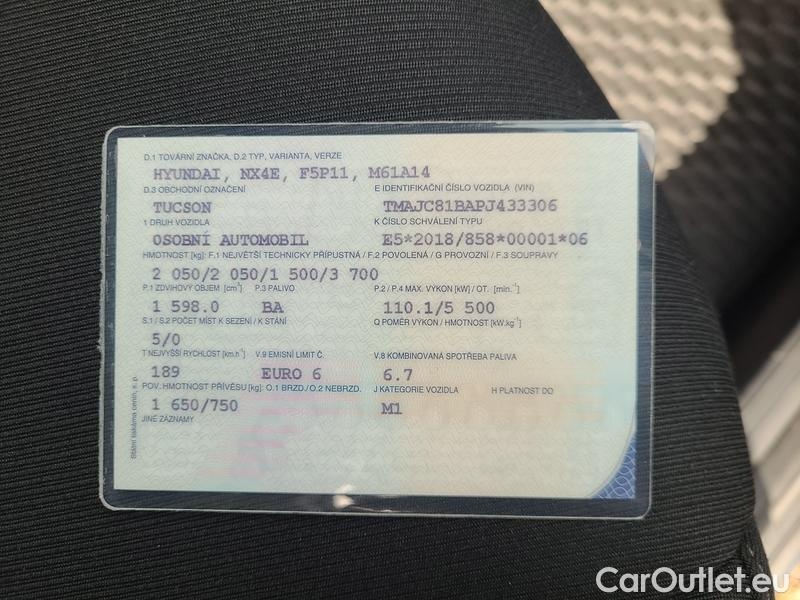 D.1 TOVÁRNÍ ZNAČKA, D.2 TYP, VARIANTA, VERZE
HYUNDAI, NX4E, F5P11, M61A14
D.3 OBCHODNÍ OZNAČENÍ E IDENTIFIKAČNÍ ČÍSLO VOZIDLA (VIN)
TUCSON TMAJC81BAPJ433306
1 DRUH VOZIDLA K ČÍSLO SCHVÁLENÍ TYPU
OSOBNÍ AUTOMOBIL E5*2018/858*00001*06
HMOTNOST [kg]: F.1 NEJVĚTŠÍ TECHNICKY PŘÍPUSTNÁ / F.2 POVOLENÁ / G PROVOZNÍ / F.3 SOUPRAVY
2 050/2 050/1 500/3 700
P.1 ZDVIHOVÝ OBJEM [cm³] P.3 PALIVO P.2 / P.4 MAX. VÝKON [kW] / OT. [min.⁻¹]
1 598.0 BA 110.1/5 500
S.1 / S.2 POČET MÍST K SEZENÍ / K STÁNÍ Q POMĚR VÝKON / HMOTNOST [kW.kg⁻¹]
5/0
T NEJVYŠŠÍ RYCHLOST [km.h⁻¹] V.9 EMISNÍ LIMIT Č. V.8 KOMBINOVANÁ SPOTŘEBA PALIVA
189 EURO 6 6.7
POV. HMOTNOST PŘÍVĚSU [kg]: O.1 BRZD./O.2 NEBRZD. J KATEGORIE VOZIDLA H PLATNOST DO
1 650/750 M1
JINÉ ZÁZNAMY
Státní tiskárna cenin, s. p.
CarOutlet.eu